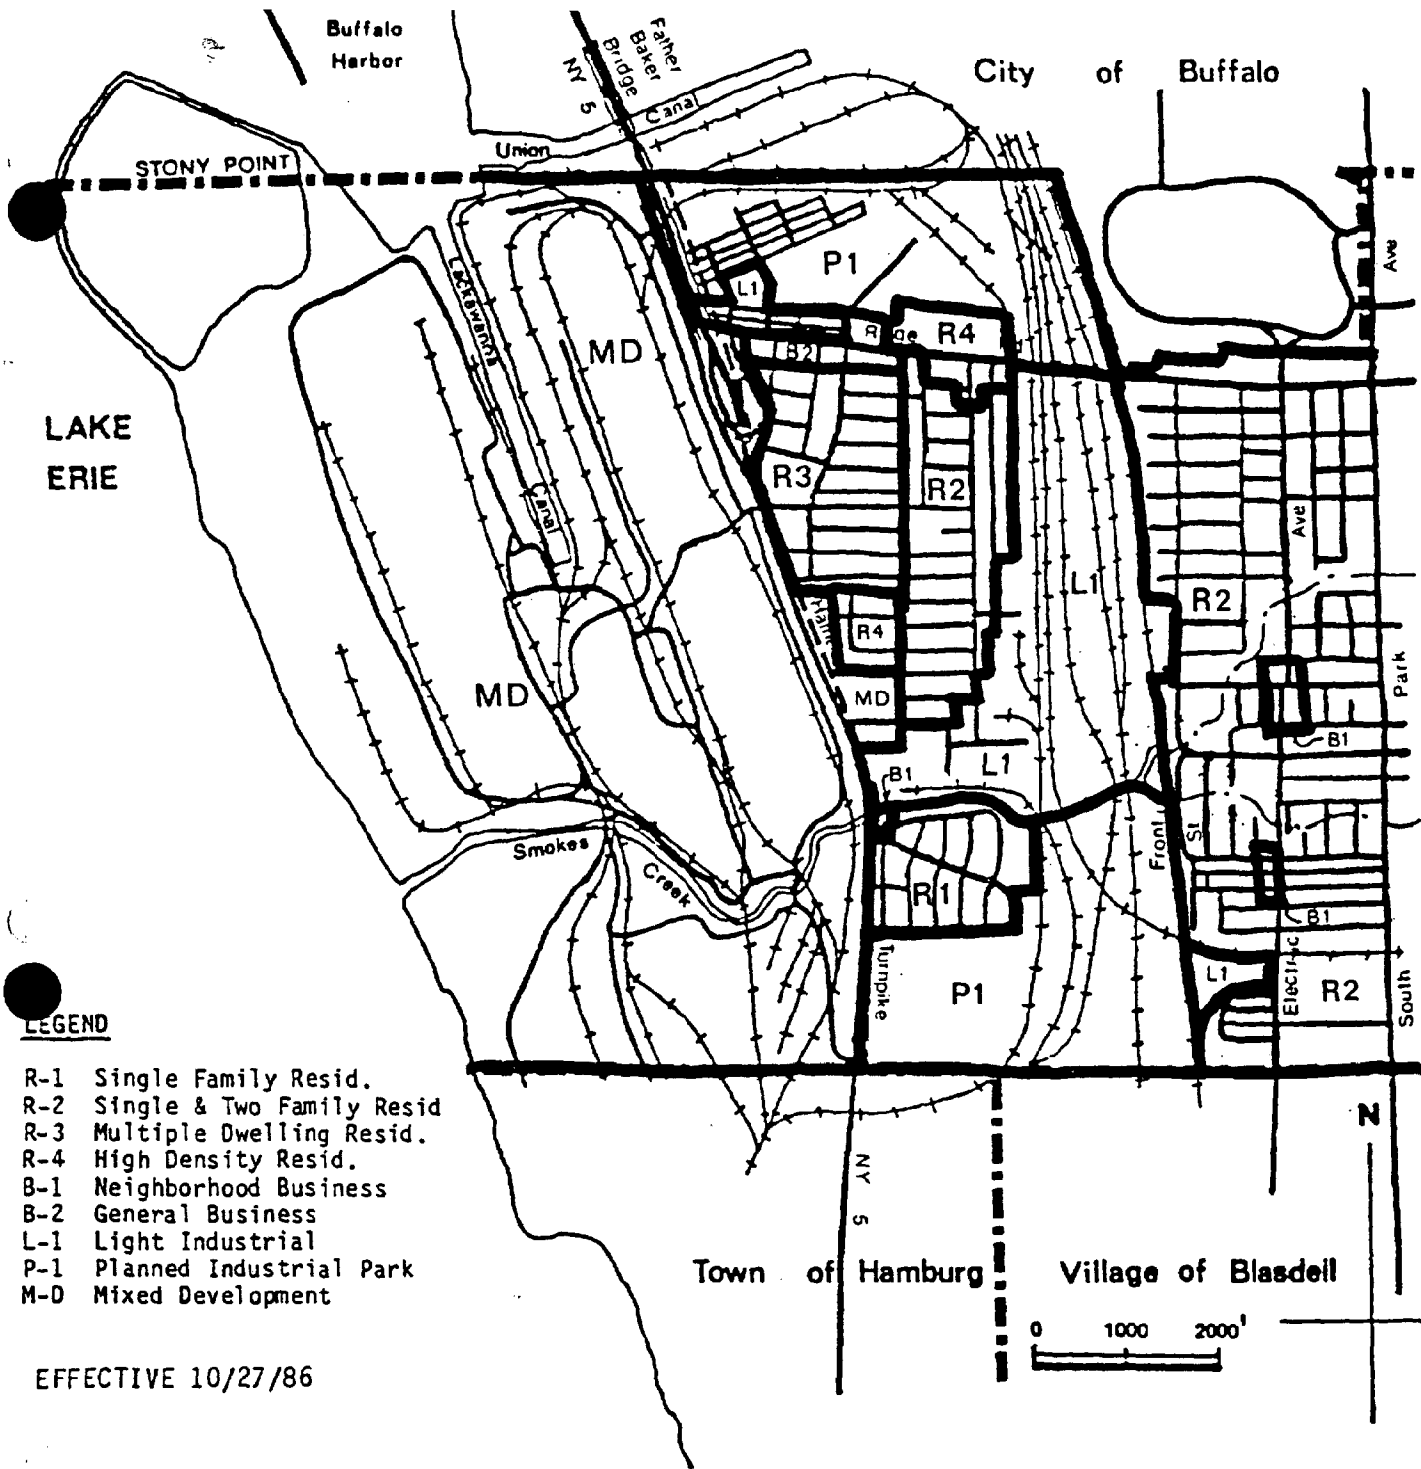 Buffalo
Harbor
Father
Baker
Bridge
NY 5
Canal
Union
City of Buffalo
STONY POINT
Ave
P1
L1
Lackawanna
MD
R4
B2
LAKE
ERIE
R3
R2
Canal
Ave
L1
R2
R4
MD
MD
Park
B1
L1
B1
Smokes
Creek
Front
St
R1
B1
Turnpike
P1
L1
Electric
R2
South
LEGEND
R-1 Single Family Resid.
R-2 Single & Two Family Resid
R-3 Multiple Dwelling Resid.
R-4 High Density Resid.
B-1 Neighborhood Business
B-2 General Business
L-1 Light Industrial
P-1 Planned Industrial Park
M-D Mixed Development
N
NY 5
Town of Hamburg
Village of Blasdell
0 1000 2000'
EFFECTIVE 10/27/86